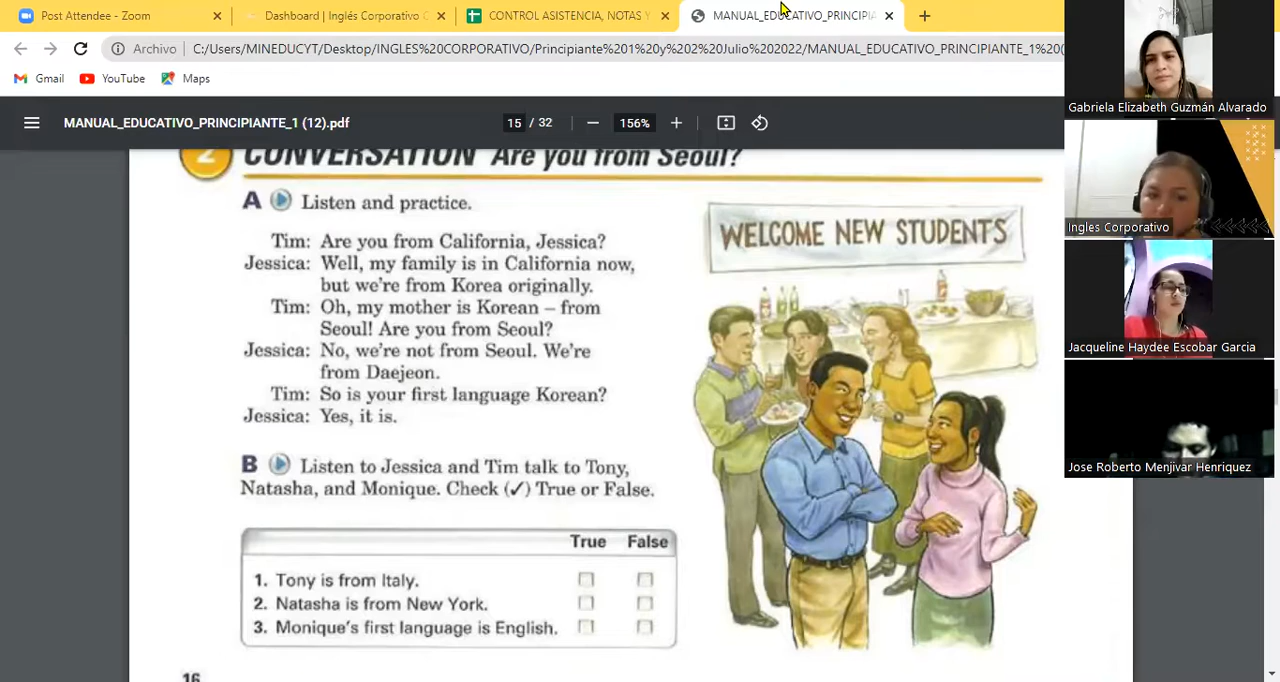 Post Attendee - Zoom
Dashboard | Inglés Corporativo
CONTROL ASISTENCIA, NOTAS Y
MANUAL_EDUCATIVO_PRINCIPIA
Archivo
C:/Users/MINEDUCYT/Desktop/INGLES%20CORPORATIVO/Principiante%201%20y%202%20Julio%202022/MANUAL_EDUCATIVO_PRINCIPIANTE_1%20(
Gmail
YouTube
Maps
MANUAL_EDUCATIVO_PRINCIPIANTE_1 (12).pdf
15 / 32
156%
2 CONVERSATION Are you from Seoul?
A Listen and practice.
Tim: Are you from California, Jessica?
Jessica: Well, my family is in California now,
but we're from Korea originally.
Tim: Oh, my mother is Korean – from
Seoul! Are you from Seoul?
Jessica: No, we're not from Seoul. We're
from Daejeon.
Tim: So is your first language Korean?
Jessica: Yes, it is.
B Listen to Jessica and Tim talk to Tony,
Natasha, and Monique. Check (✓) True or False.
True False
1. Tony is from Italy.
2. Natasha is from New York.
3. Monique's first language is English.
16
WELCOME NEW STUDENTS
Gabriela Elizabeth Guzmán Alvarado
Ingles Corporativo
Jacqueline Haydee Escobar Garcia
Jose Roberto Menjivar Henriquez